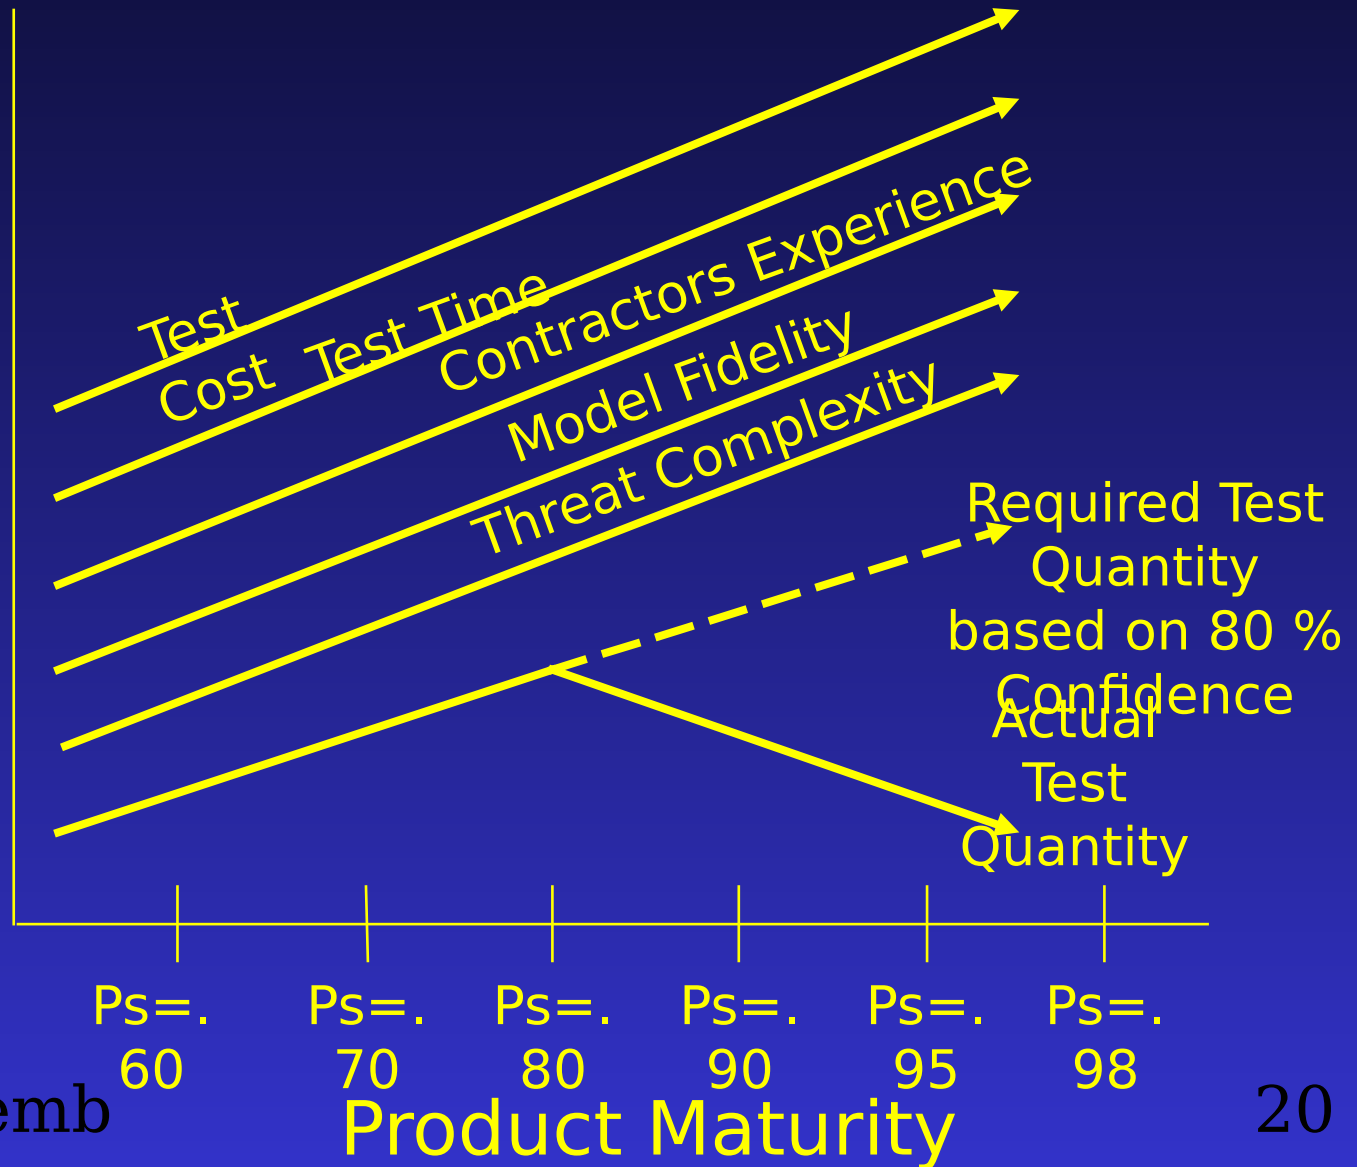 Test
Cost
Test Time
Contractors Experience
Model Fidelity
Threat Complexity
Required Test
Quantity
based on 80 %
Confidence
Actual
Test
Quantity
Ps=.
60
Ps=.
70
Ps=.
80
Ps=.
90
Ps=.
95
Ps=.
98
Product Maturity
emb
20